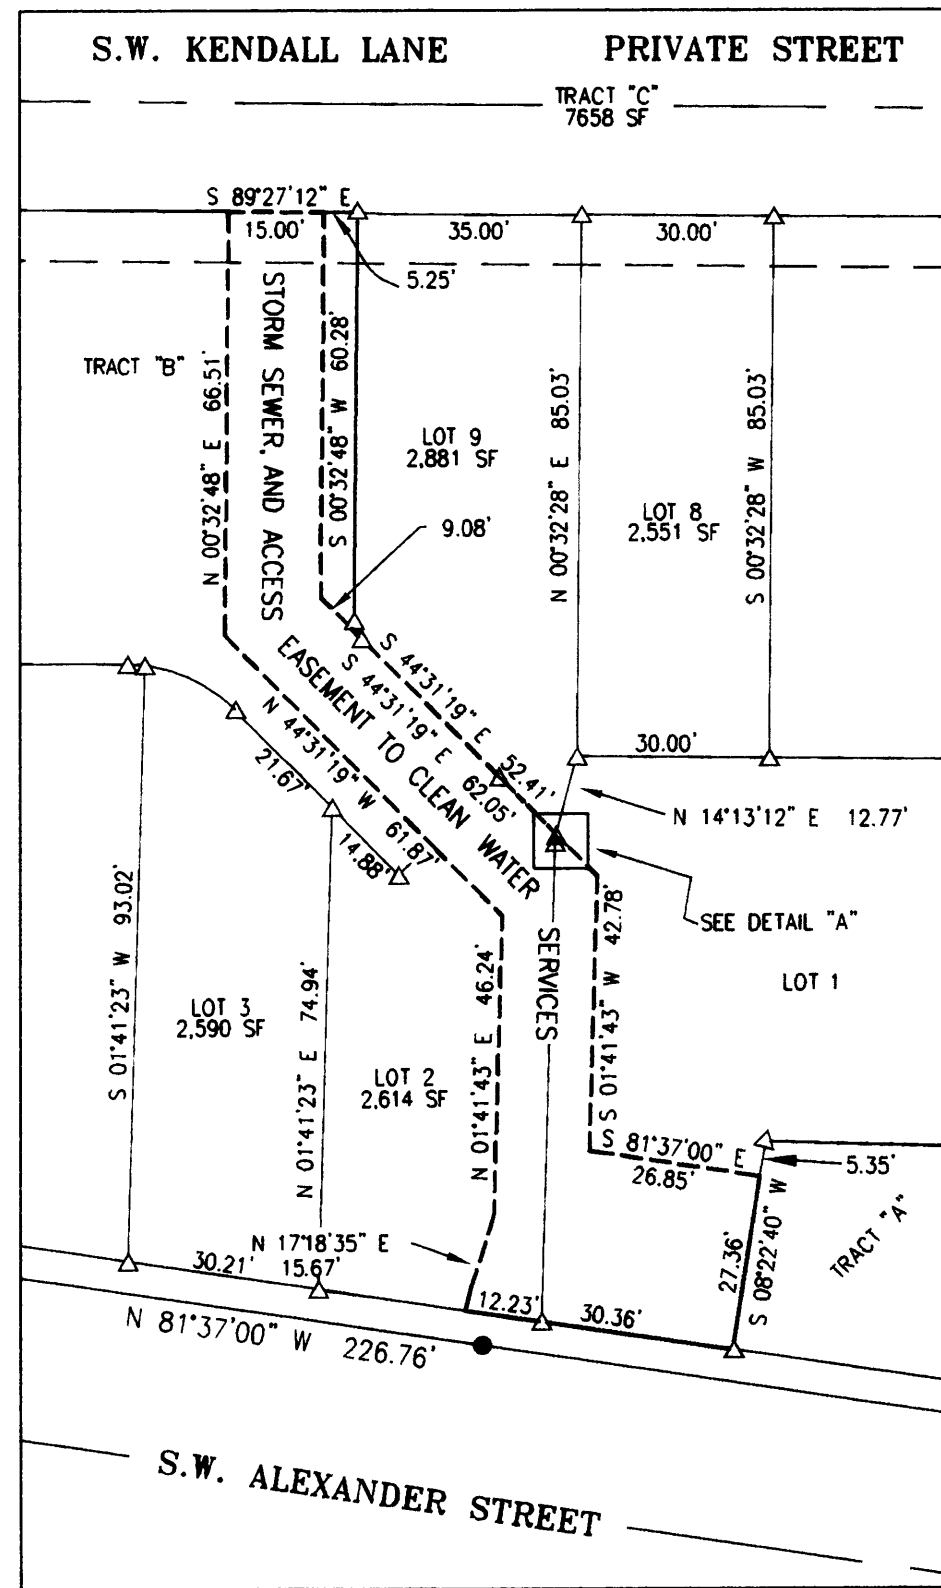 S.W. KENDALL LANE PRIVATE STREET
TRACT "C"
7658 SF
S 89°27'12" E
15.00'
35.00'
30.00'
5.25'
TRACT "B"
N 00°32'48" E 66.51'
STORM SEWER, AND ACCESS
EASEMENT TO CLEAN WATER
SERVICES
S 00°32'48" W 60.28'
LOT 9
2,881 SF
9.08'
N 00°32'28" E 85.03'
LOT 8
2,551 SF
S 00°32'28" W 85.03'
S 44°31'19" E 52.41'
S 44°31'19" E 62.05'
N 44°31'19" W 61.87'
30.00'
21.67'
14.88'
N 14°13'12" E 12.77'
SEE DETAIL "A"
LOT 1
S 01°41'23" W 93.02'
LOT 3
2,590 SF
N 01°41'23" E 74.94'
LOT 2
2,614 SF
N 01°41'43" E 46.24'
S 01°41'43" W 42.78'
S 81°37'00" E
26.85'
5.35'
27.36'
S 08°22'40" W
TRACT "A"
N 17°18'35" E
15.67'
30.21'
12.23'
30.36'
N 81°37'00" W 226.76'
S.W. ALEXANDER STREET